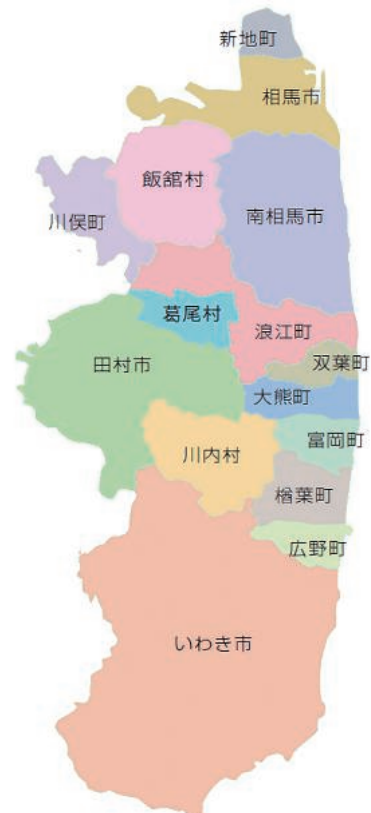 新地町
相馬市
飯舘村
南相馬市
川俣町
葛尾村
浪江町
双葉町
田村市
大熊町
富岡町
川内村
楢葉町
広野町
いわき市